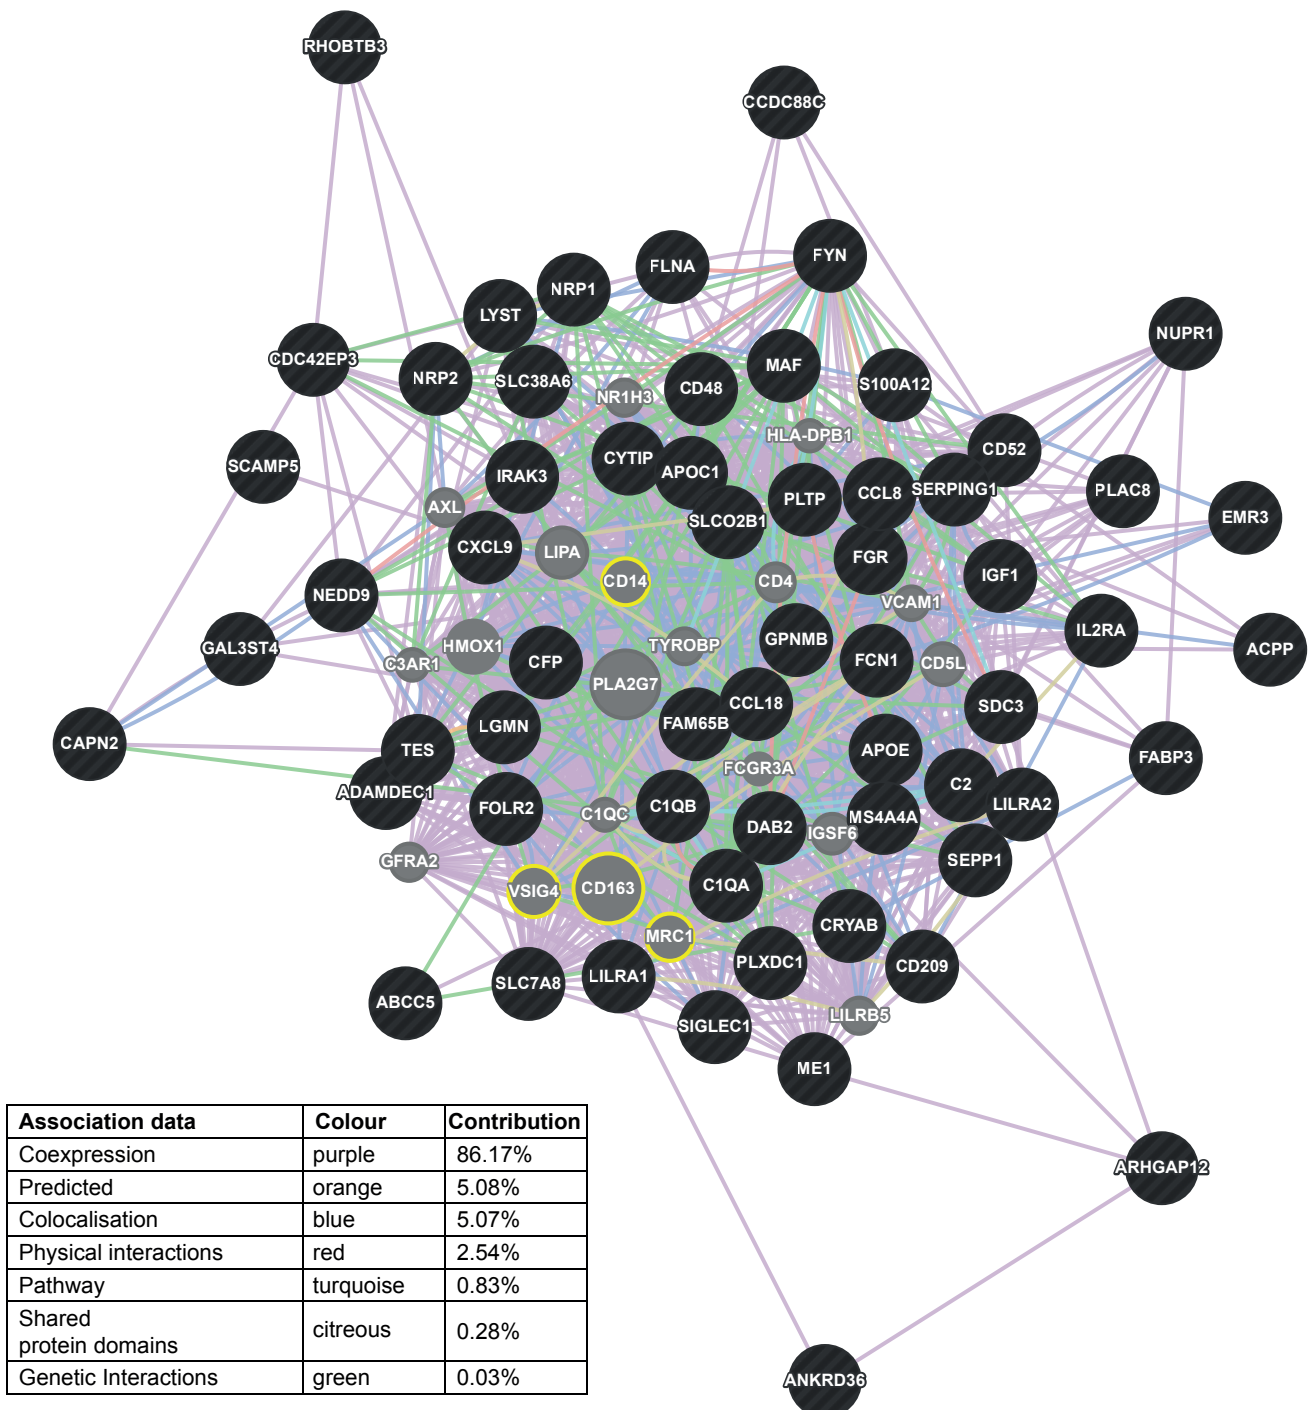 RHOBTB3
CCDC88C
FYN
FLNA
NRP1
LYST
NUPR1
CDC42EP3
NRP2
SLC38A6
NR1H3
CD48
MAF
S100A12
HLA-DPB1
CD52
SCAMP5
IRAK3
CYTIP
APOC1
PLTP
CCL8
SERPING1
PLAC8
EMR3
AXL
SLCO2B1
CXCL9
LIPA
CD14
CD4
FGR
IGF1
VCAM1
NEDD9
IL2RA
GAL3ST4
C3AR1
HMOX1
CFP
TYROBP
GPNMB
FCN1
CD5L
ACPP
PLA2G7
CCL18
SDC3
FAM65B
LGMN
CAPN2
TES
APOE
FABP3
FCGR3A
ADAMDEC1
FOLR2
C1QC
C1QB
DAB2
IGSF6
MS4A4A
C2
LILRA2
GFRA2
VSIG4
CD163
C1QA
SEPP1
MRC1
CRYAB
ABCC5
SLC7A8
LILRA1
PLXDC1
CD209
SIGLEC1
LILRB5
ME1
ARHGAP12
ANKRD36
Association data Colour Contribution
Coexpression purple 86.17%
Predicted orange 5.08%
Colocalisation blue 5.07%
Physical interactions red 2.54%
Pathway turquoise 0.83%
Shared
protein domains citreous 0.28%
Genetic Interactions green 0.03%